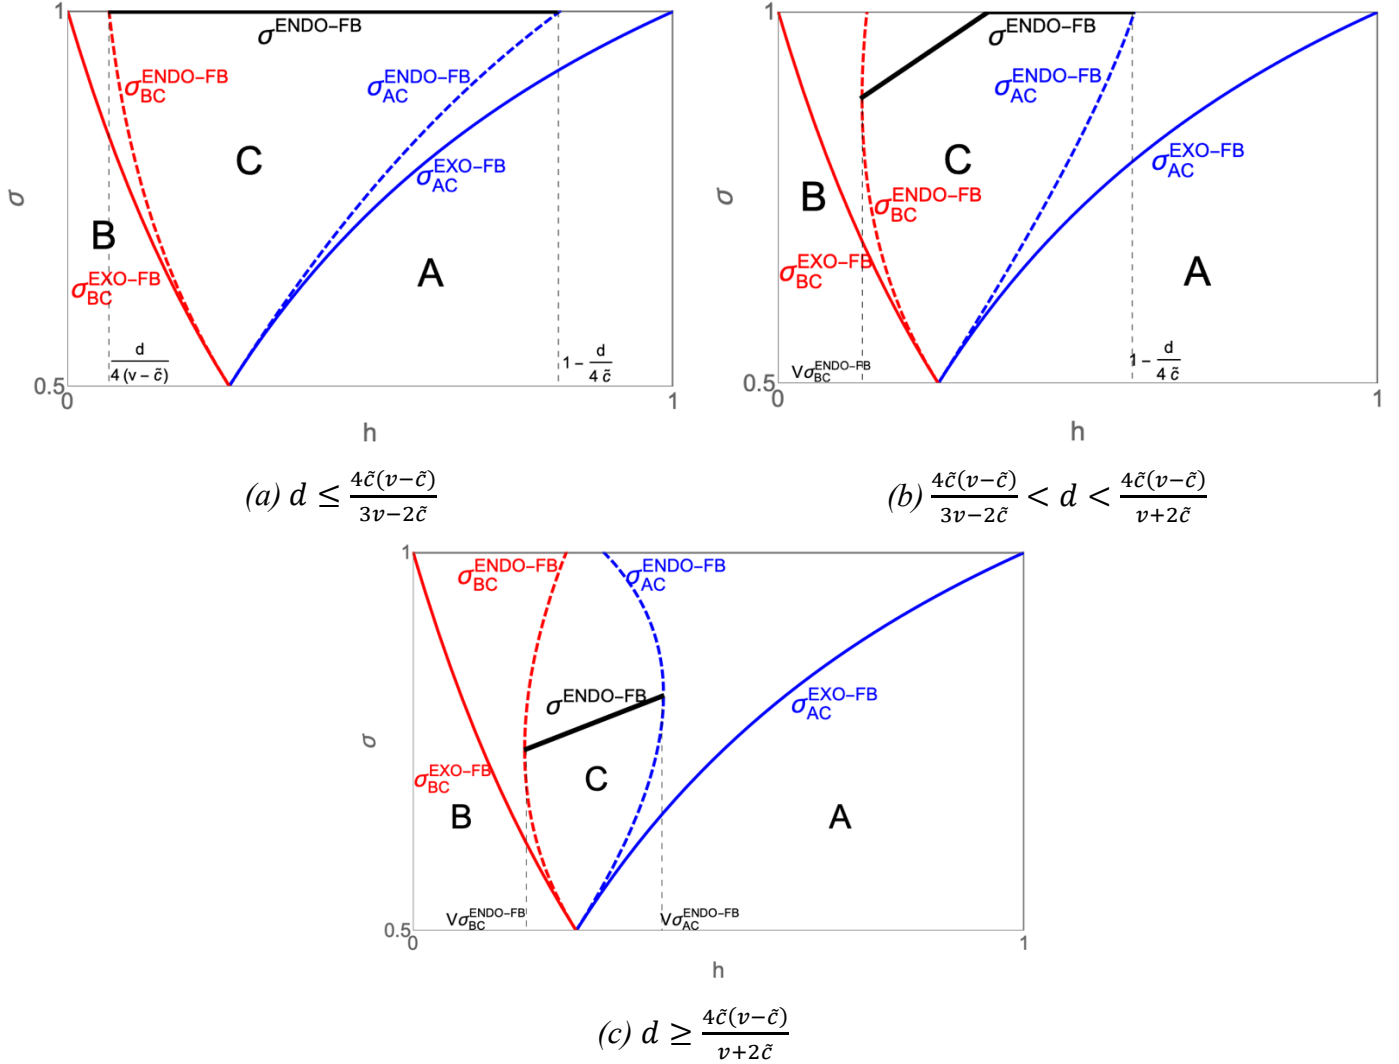 1
σ^ENDO–FB
σ_BC^ENDO–FB
σ_AC^ENDO–FB
C
σ_AC^EXO–FB
σ
B
A
σ_BC^EXO–FB
d/(4 (v – c̃))
1 – d/(4 c̃)
0.5
0
1
h
(a) d ≤ 4c̃(v−c̃)/(3v−2c̃)
1
σ^ENDO–FB
σ_AC^ENDO–FB
C
σ_AC^EXO–FB
σ
B
σ_BC^ENDO–FB
σ_BC^EXO–FB
A
Vσ_BC^ENDO–FB
1 – d/(4 c̃)
0.5
0
1
h
(b) 4c̃(v−c̃)/(3v−2c̃) < d < 4c̃(v−c̃)/(v+2c̃)
1
σ_BC^ENDO–FB
σ_AC^ENDO–FB
σ^ENDO–FB
σ_AC^EXO–FB
σ
σ_BC^EXO–FB
C
B
A
Vσ_BC^ENDO–FB
Vσ_AC^ENDO–FB
0.5
0
1
h
(c) d ≥ 4c̃(v−c̃)/(v+2c̃)